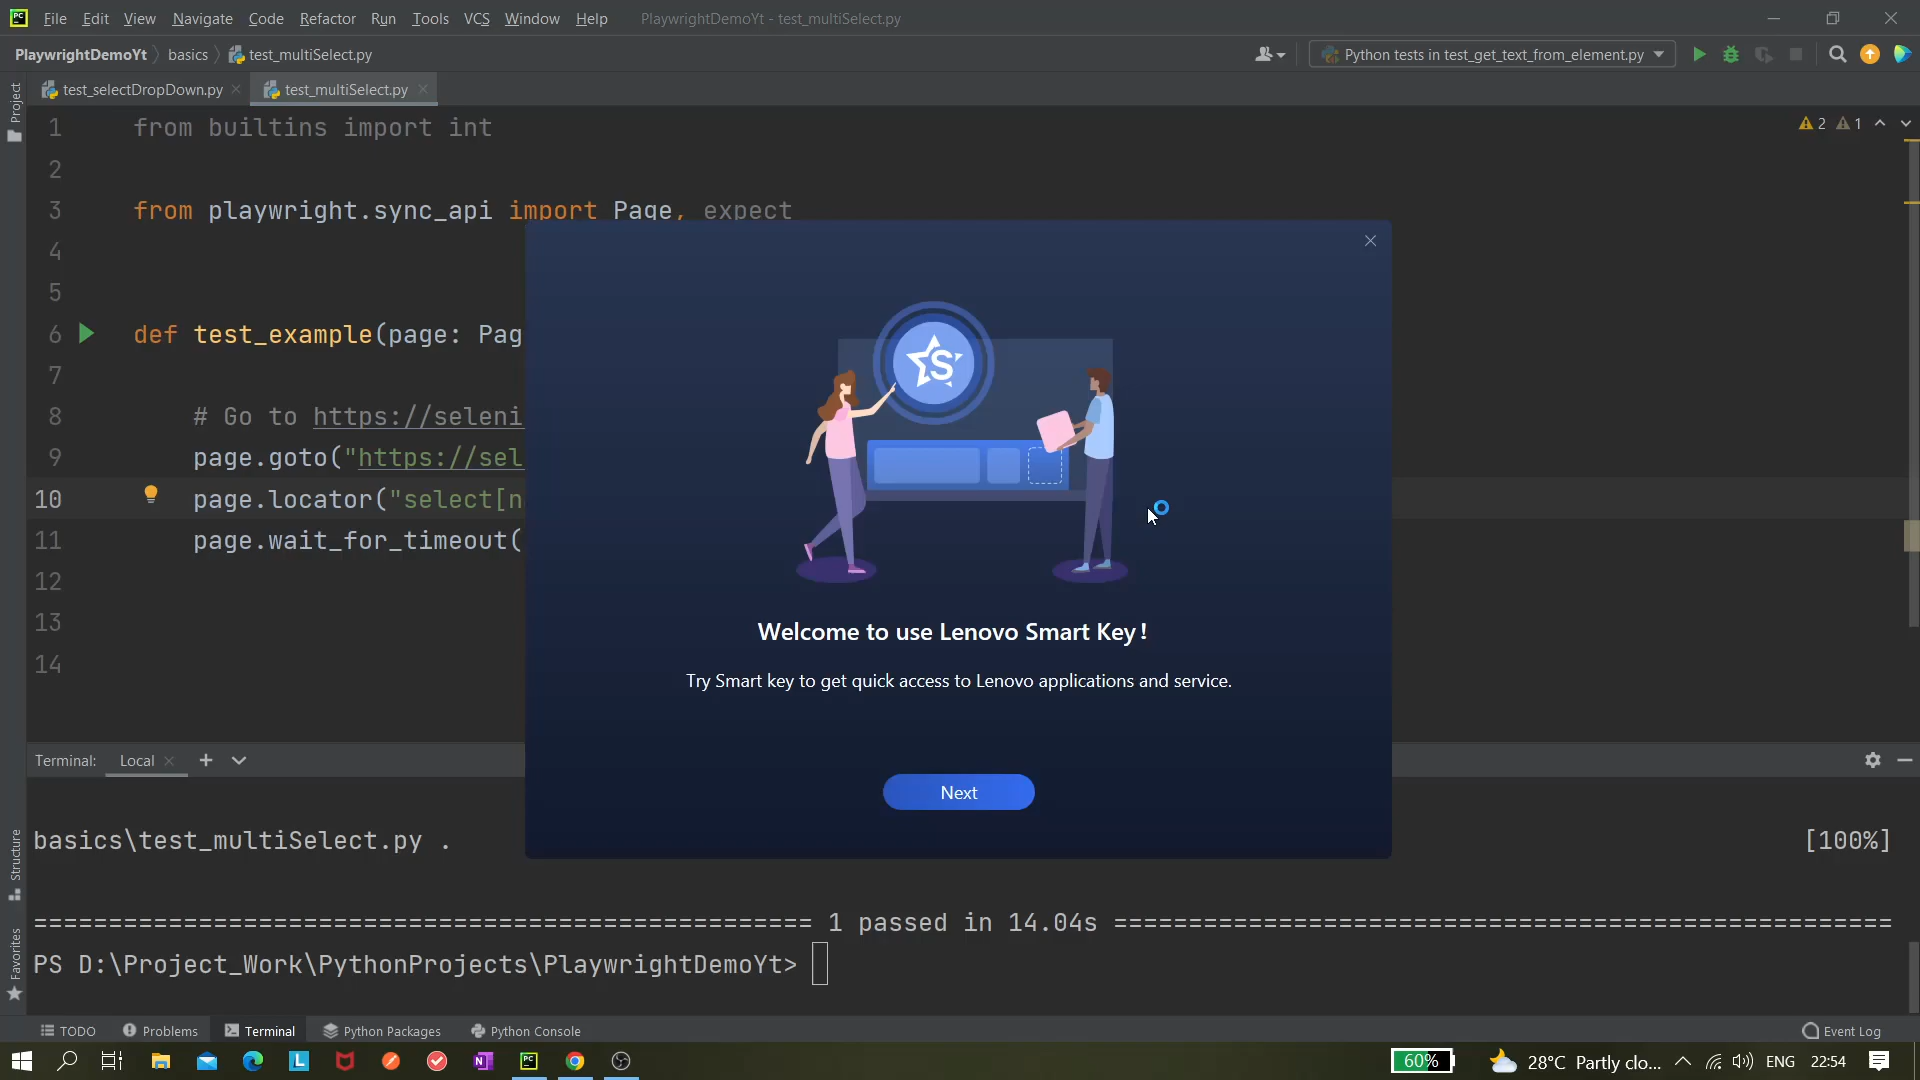 PC File Edit View Navigate Code Refactor Run Tools VCS Window Help PlaywrightDemoYt - test_multiSelect.py
PlaywrightDemoYt basics test_multiSelect.py Python tests in test_get_text_from_element.py
test_selectDropDown.py test_multiSelect.py
Project
1 from builtins import int
2 1
2
3 from playwright.sync_api import Page, expect
4
5
6 def test_example(page: Pag
7
8 # Go to https://seleni
9 page.goto("https://sel
10 page.locator("select[n
11 page.wait_for_timeout(
12
13
14
S
Welcome to use Lenovo Smart Key!
Try Smart key to get quick access to Lenovo applications and service.
Next
Terminal: Local
Structure
Favorites
basics\test_multiSelect.py . [100%]
==================================================== 1 passed in 14.04s ====================================================
PS D:\Project_Work\PythonProjects\PlaywrightDemoYt>
TODO Problems Terminal Python Packages Python Console Event Log
L N PC 60% 28°C Partly clo... ENG 22:54